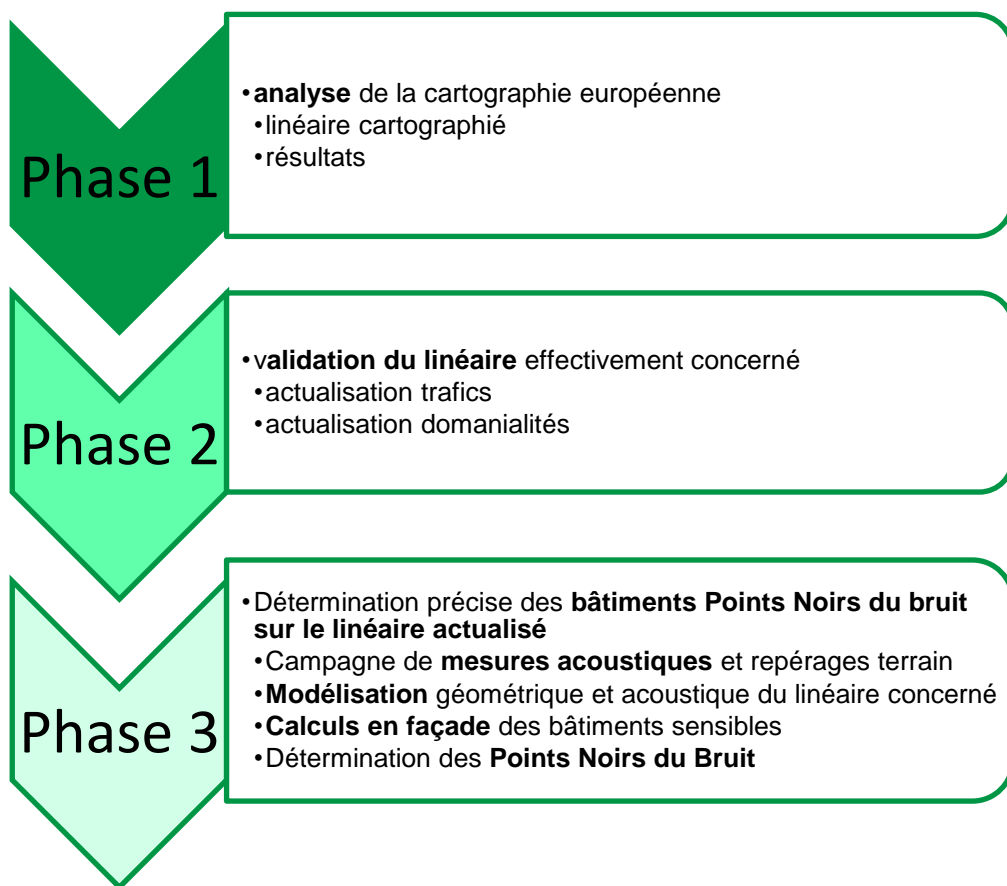 Phase 1
•analyse de la cartographie européenne
•linéaire cartographié
•résultats
Phase 2
•validation du linéaire effectivement concerné
•actualisation trafics
•actualisation domanialités
Phase 3
•Détermination précise des bâtiments Points Noirs du bruit
sur le linéaire actualisé
•Campagne de mesures acoustiques et repérages terrain
•Modélisation géométrique et acoustique du linéaire concerné
•Calculs en façade des bâtiments sensibles
•Détermination des Points Noirs du Bruit